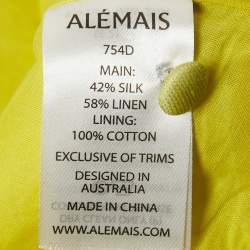 ALÉMAIS
754D
MAIN:
42% SILK
58% LINEN
LINING:
100% COTTON
EXCLUSIVE OF TRIMS
DESIGNED IN
AUSTRALIA
MADE IN CHINA
WWW.ALEMAIS.COM